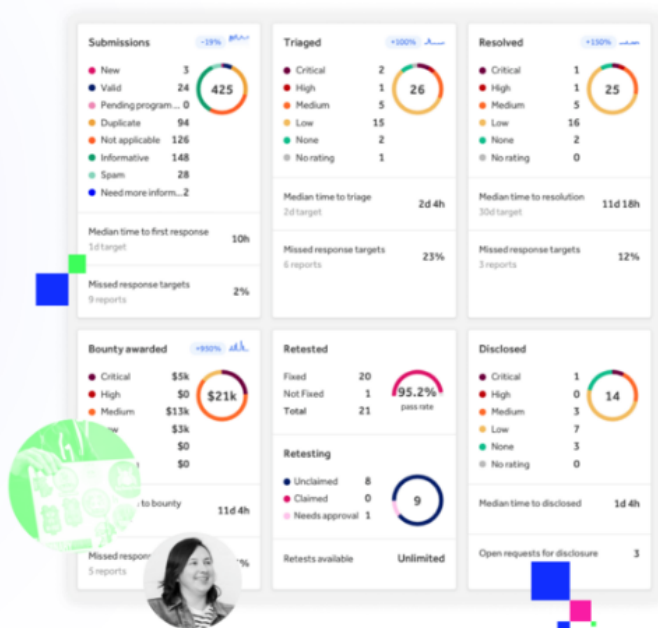 Submissions -19%
New 3
Valid 24
Pending program ... 0
Duplicate 94
Not applicable 126
Informative 148
Spam 28
Need more inform...2
425
Median time to first response 10h
1d target
Missed response targets 2%
9 reports
Triaged +100%
Critical 2
High 1
Medium 5
Low 15
None 2
No rating 1
26
Median time to triage 2d 4h
2d target
Missed response targets 23%
6 reports
Resolved +150%
Critical 1
High 1
Medium 5
Low 16
None 2
No rating 0
25
Median time to resolution 11d 18h
30d target
Missed response targets 12%
3 reports
Bounty awarded +950%
Critical $5k
High $0
Medium $13k
$3k
$0
$0
$21k
to bounty 11d 4h
Missed
5 reports
Retested
Fixed 20
Not Fixed 1
Total 21
95.2%
pass rate
Retesting
Unclaimed 8
Claimed 0
Needs approval 1
9
Retests available Unlimited
Disclosed
Critical 1
High 0
Medium 3
Low 7
None 3
No rating 0
14
Median time to disclosed 1d 4h
Open requests for disclosure 3